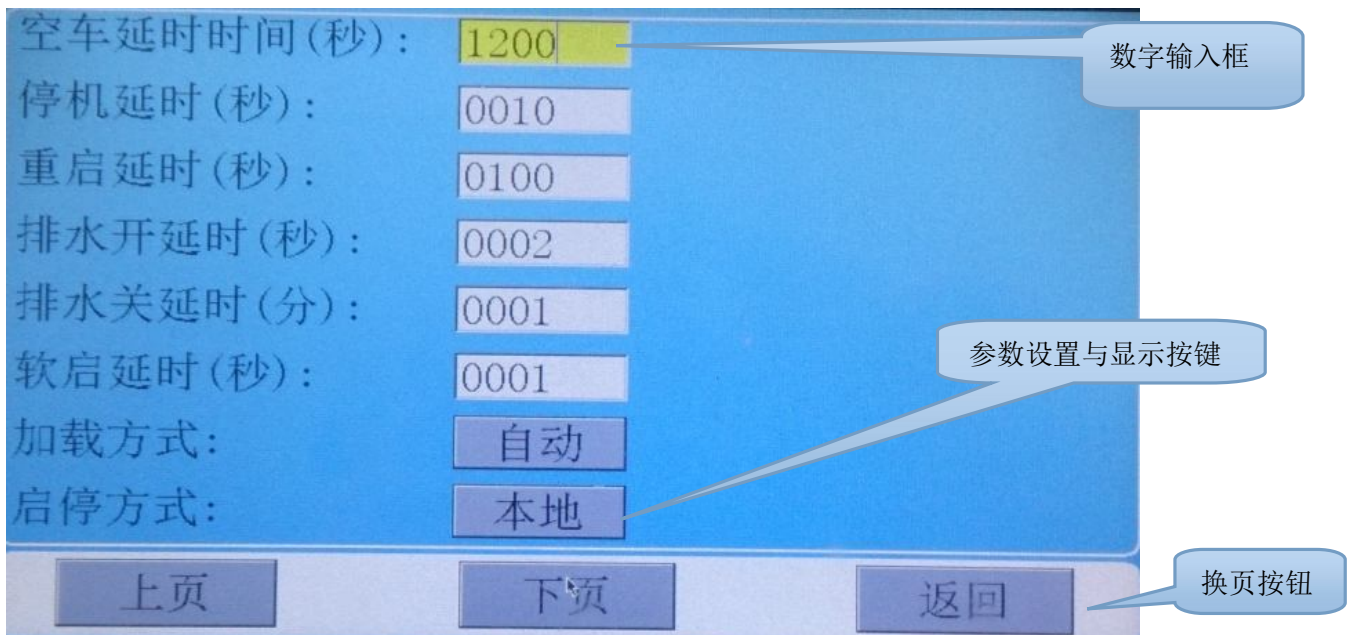 空车延时时间(秒): 1200 数字输入框
停机延时(秒): 0010
重启延时(秒): 0100
排水开延时(秒): 0002
排水关延时(分): 0001
参数设置与显示按键
软启延时(秒): 0001
加载方式: 自动
启停方式: 本地
上页 下页 返回 换页按钮